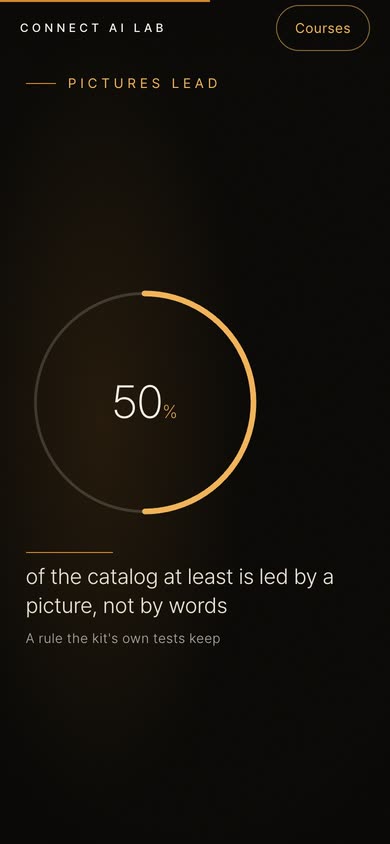 CONNECT AI LAB
Courses
PICTURES LEAD
50%
of the catalog at least is led by a
picture, not by words
A rule the kit's own tests keep